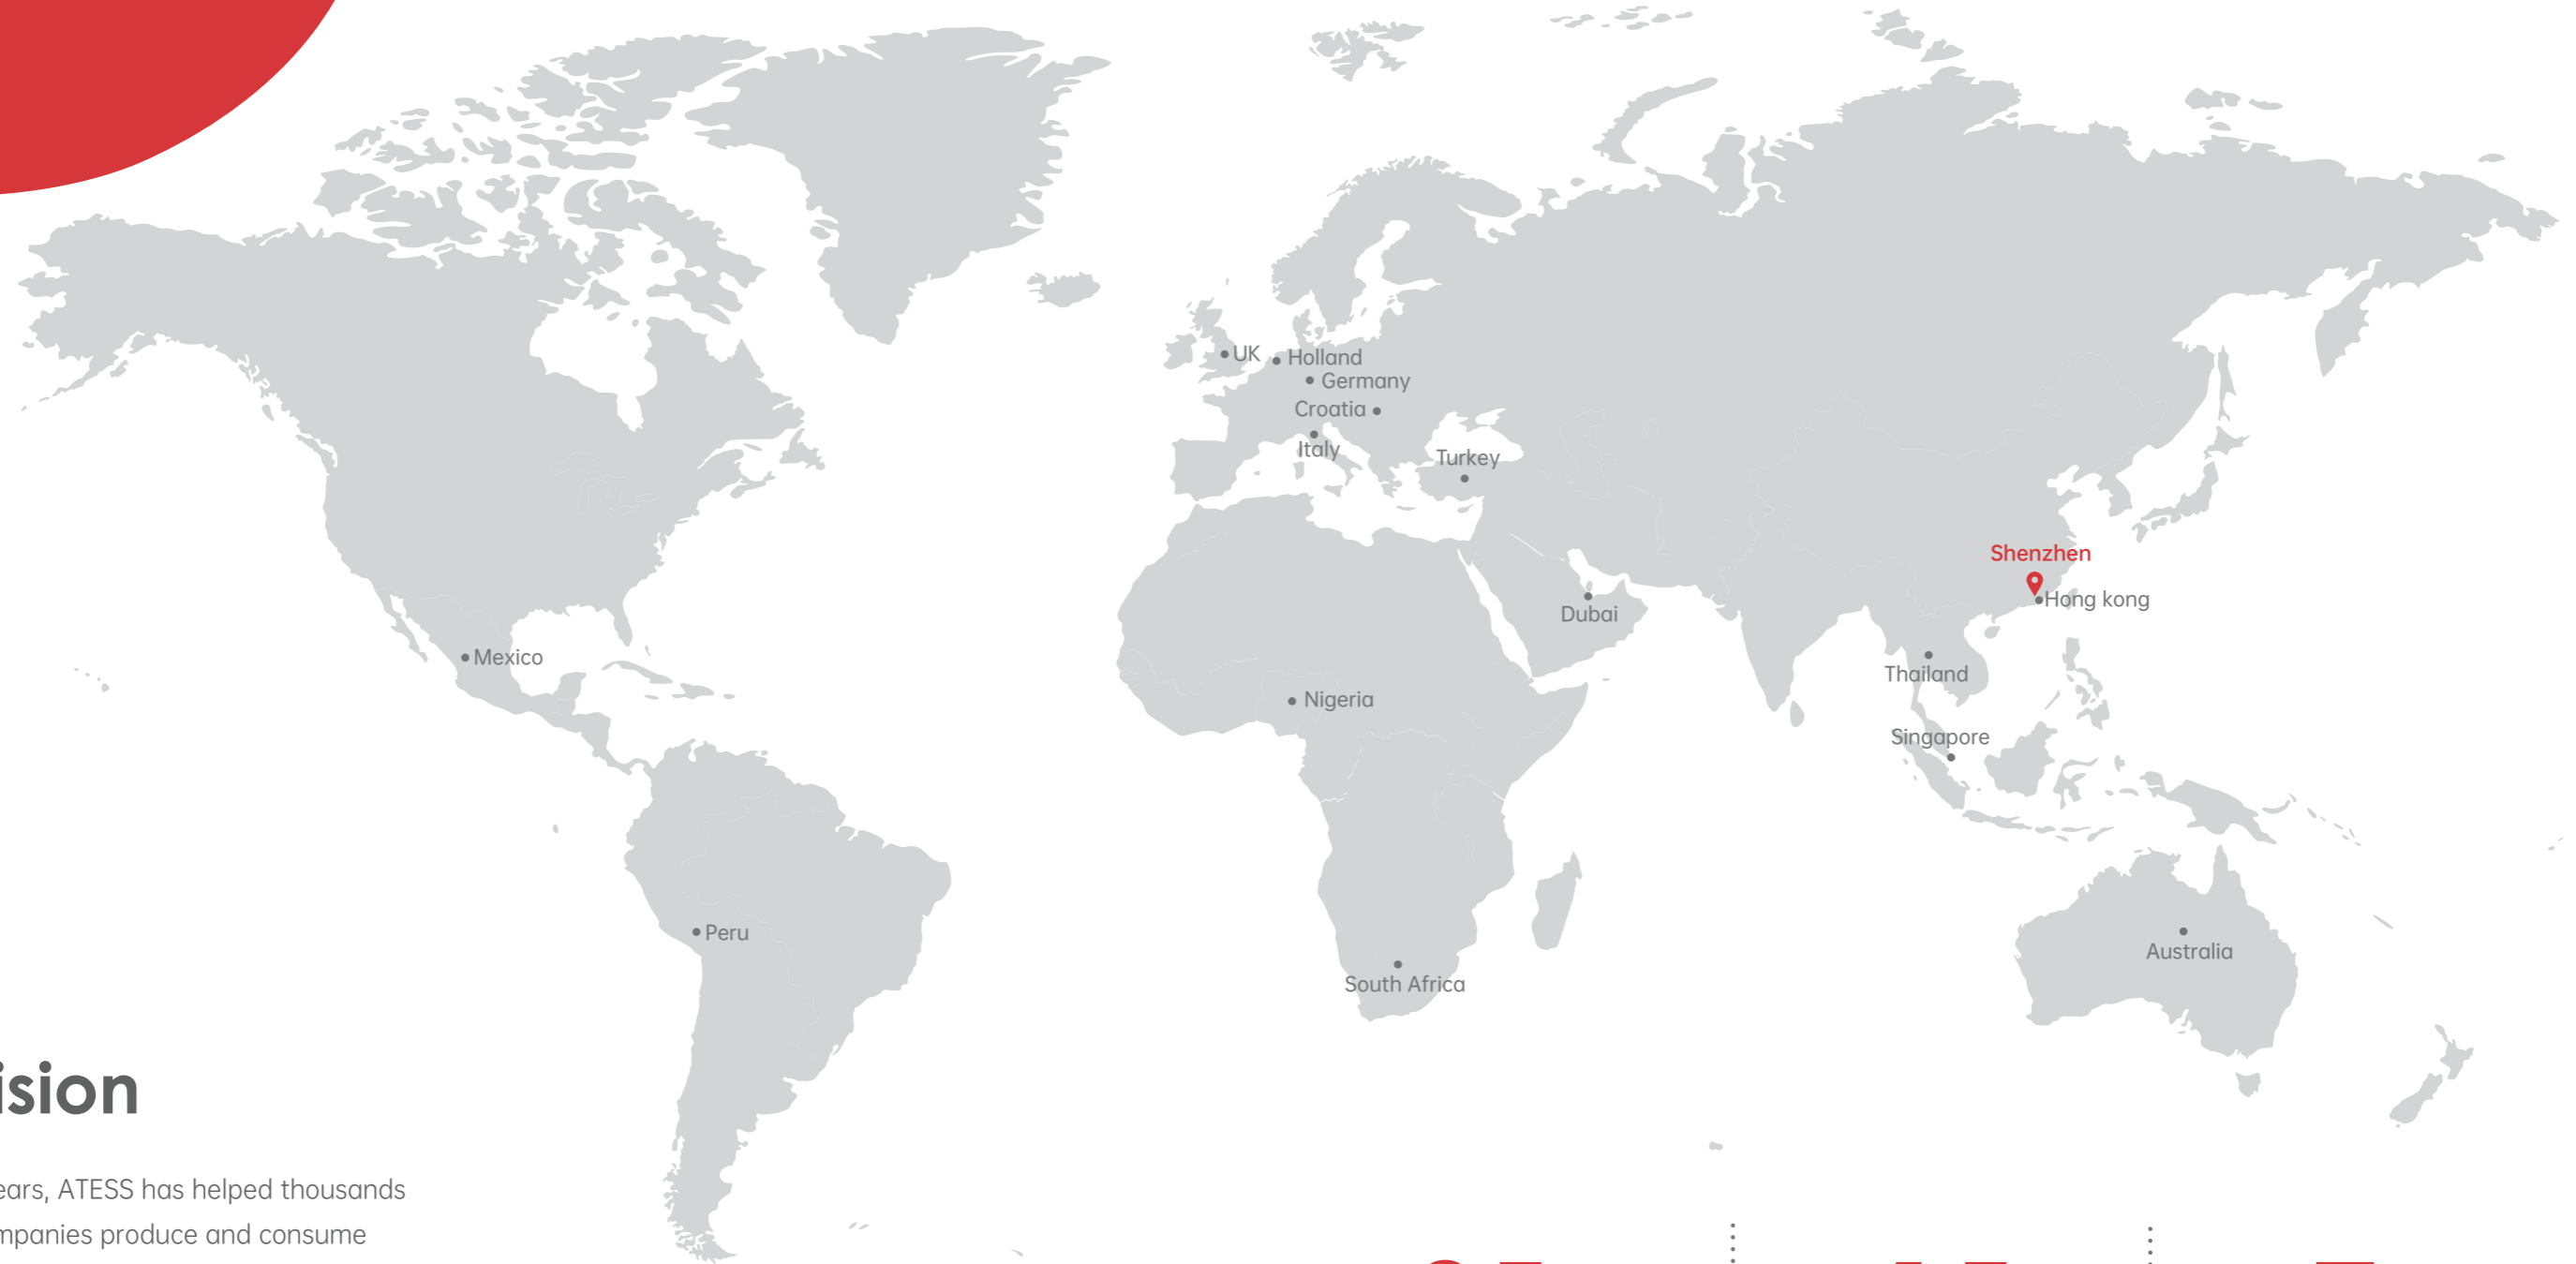 UK
Holland
Germany
Croatia
Italy
Turkey
Shenzhen
Hong kong
Dubai
Mexico
Thailand
Nigeria
Singapore
Peru
Australia
South Africa
ision
ears, ATESS has helped thousands
mpanies produce and consume